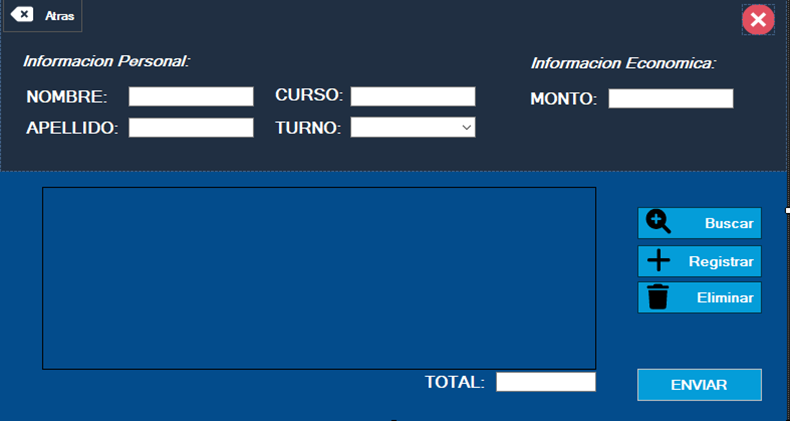 Atras
Informacion Personal:
Informacion Economica:
NOMBRE:
CURSO:
MONTO:
APELLIDO:
TURNO:
Buscar
Registrar
Eliminar
TOTAL:
ENVIAR